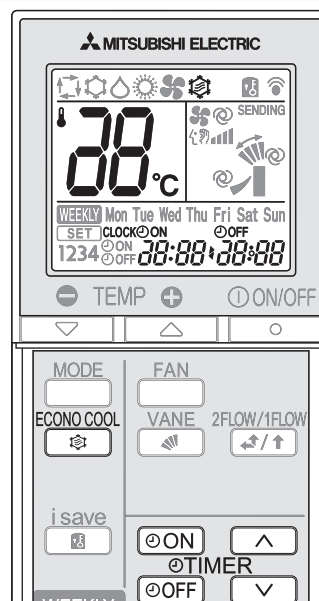 MITSUBISHI ELECTRIC
SENDING
88°C
WEEKLY Mon Tue Wed Thu Fri Sat Sun
SET CLOCK ON OFF
1234 ON OFF 88:88 88:88
TEMP ON/OFF
MODE FAN
ECONO COOL VANE 2FLOW/1FLOW
i save
ON
TIMER
OFF